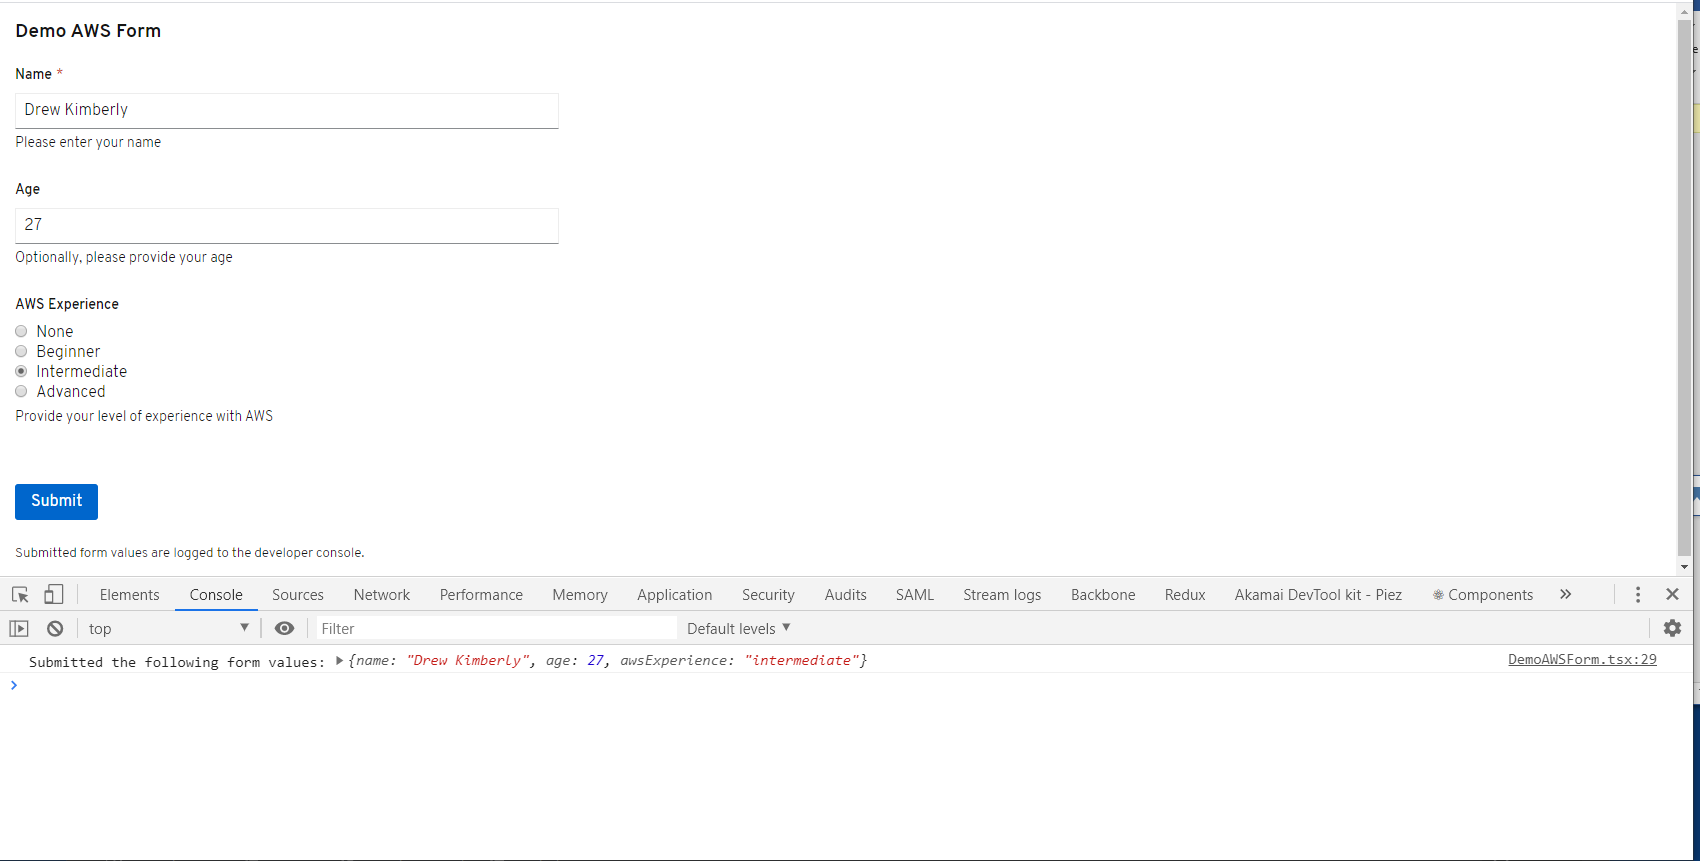 Demo AWS Form
Name *
Drew Kimberly
Please enter your name
Age
27
Optionally, please provide your age
AWS Experience
None
Beginner
Intermediate
Advanced
Provide your level of experience with AWS
Submit
Submitted form values are logged to the developer console.
Elements Console Sources Network Performance Memory Application Security Audits SAML Stream logs Backbone Redux Akamai DevTool kit - Piez Components »
top Filter Default levels
Submitted the following form values: {name: "Drew Kimberly", age: 27, awsExperience: "intermediate"} DemoAWSForm.tsx:29
>